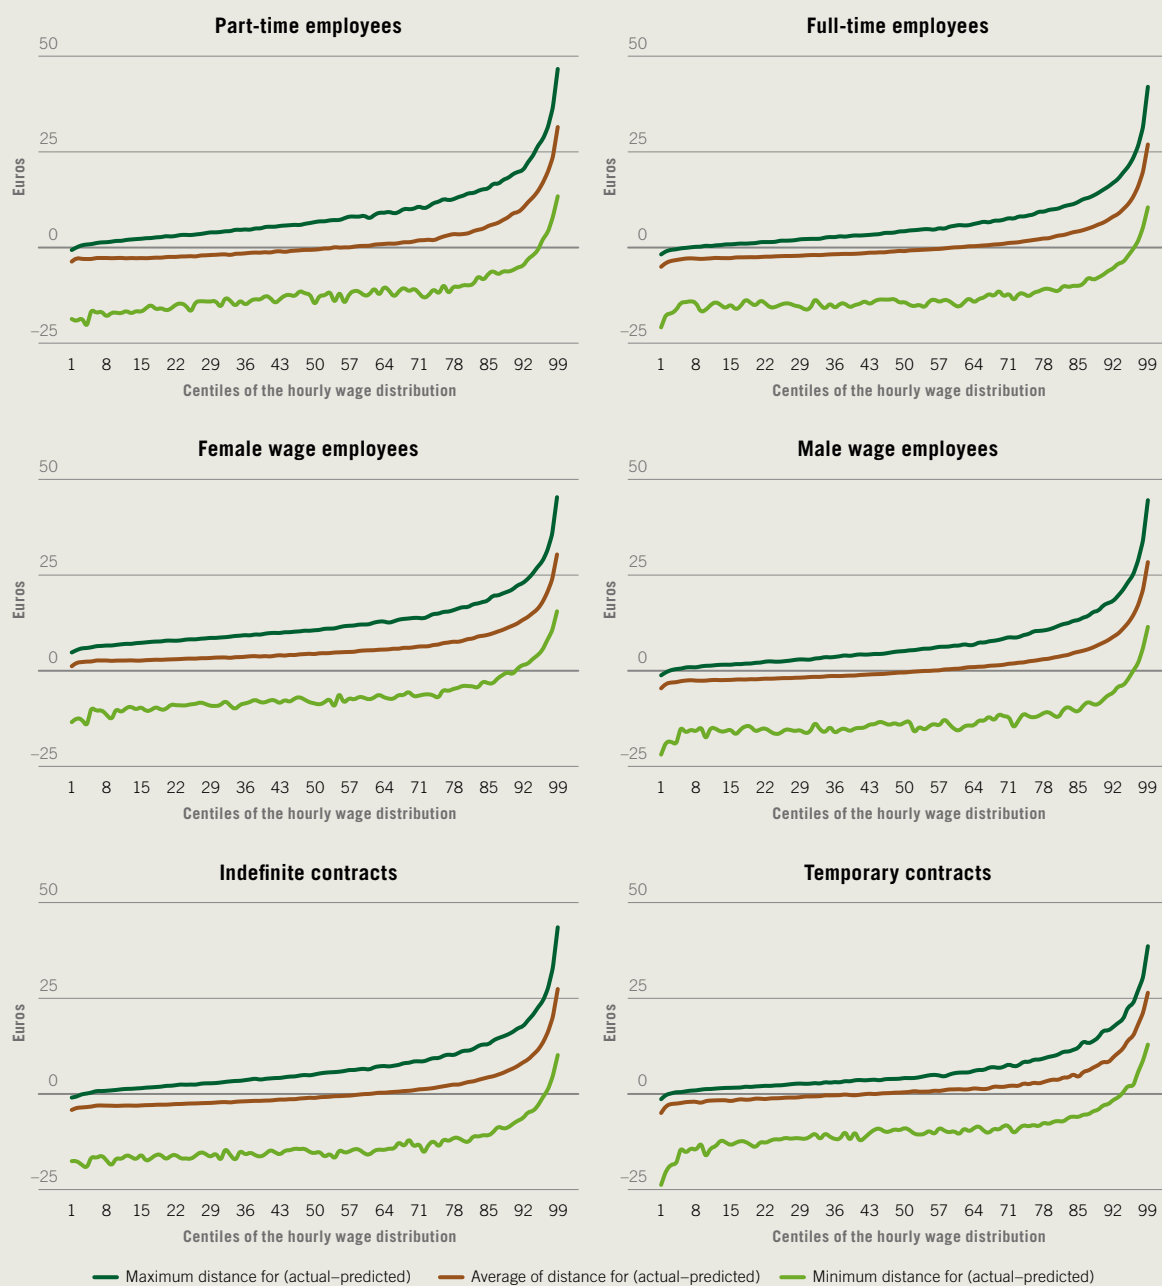 Part-time employees
50
25
0
−25
Euros
1 8 15 22 29 36 43 50 57 64 71 78 85 92 99
Centiles of the hourly wage distribution
Full-time employees
50
25
0
−25
Euros
1 8 15 22 29 36 43 50 57 64 71 78 85 92 99
Centiles of the hourly wage distribution
Female wage employees
50
25
0
−25
Euros
1 8 15 22 29 36 43 50 57 64 71 78 85 92 99
Centiles of the hourly wage distribution
Male wage employees
50
25
0
−25
Euros
1 8 15 22 29 36 43 50 57 64 71 78 85 92 99
Centiles of the hourly wage distribution
Indefinite contracts
50
25
0
−25
Euros
1 8 15 22 29 36 43 50 57 64 71 78 85 92 99
Centiles of the hourly wage distribution
Temporary contracts
50
25
0
−25
Euros
1 8 15 22 29 36 43 50 57 64 71 78 85 92 99
Centiles of the hourly wage distribution
Maximum distance for (actual–predicted) Average of distance for (actual–predicted) Minimum distance for (actual–predicted)